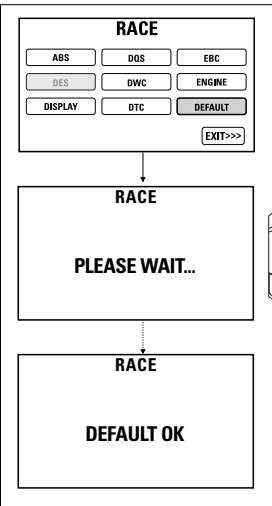 RACE
ABS DQS EBC
DES DWC ENGINE
DISPLAY DTC DEFAULT
EXIT>>>
RACE
PLEASE WAIT...
RACE
DEFAULT OK